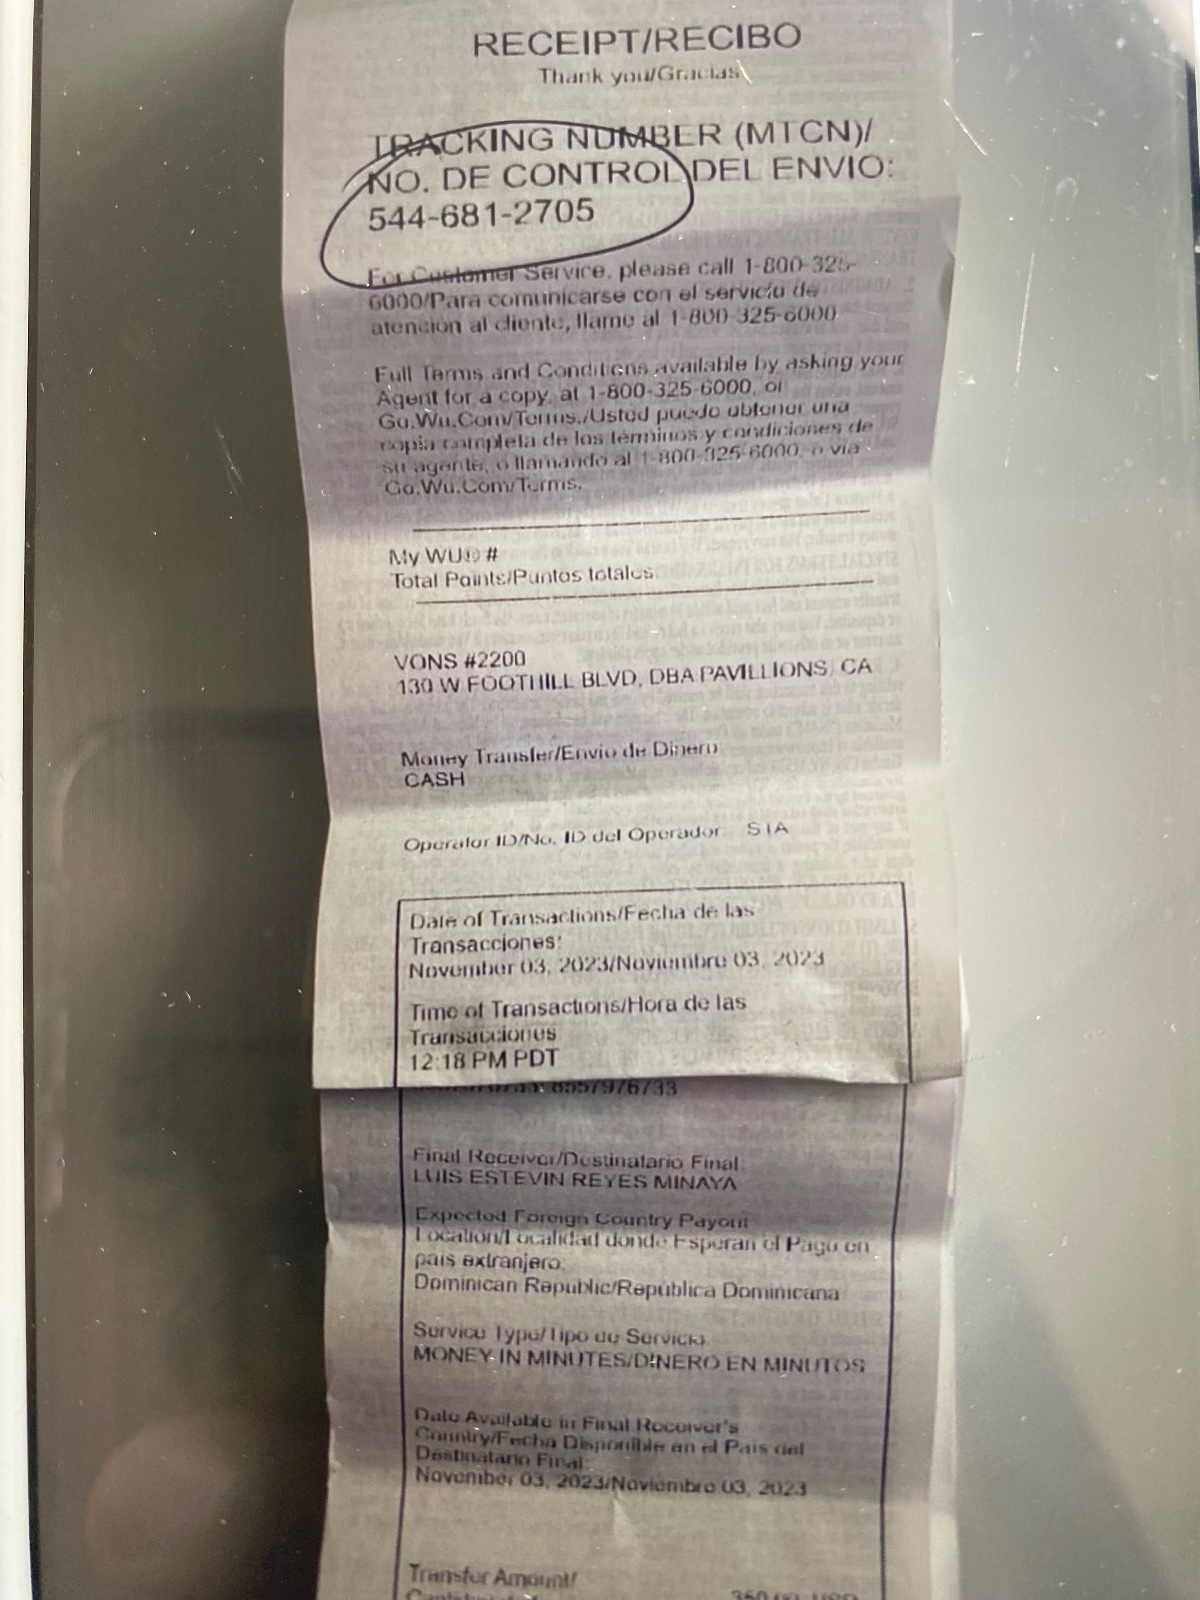 RECEIPT/RECIBO
Thank you/Gracias
TRACKING NUMBER (MTCN)/
NO. DE CONTROL DEL ENVIO:
544-681-2705
For Customer Service, please call 1-800-325-
6000/Para comunicarse con el servicio de
atención al cliente, llame al 1-800-325-6000
Full Terms and Conditions available by asking your
Agent for a copy, at 1-800-325-6000, or
Go.Wu.Com/Terms./Usted puedo obtener una
copia completa de los términos y condiciones de
su agente, o llamando al 1-800-325-6000, o vía
Go.Wu.Com/Terms.
My WU® #
Total Points/Puntos totales
VONS #2200
130 W FOOTHILL BLVD, DBA PAVILLIONS, CA
Money Transfer/Envío de Dinero
CASH
Operator ID/No. ID del Operador STA
Date of Transactions/Fecha de las
Transacciones:
November 03, 2023/Noviembre 03, 2023
Time of Transactions/Hora de las
Transacciones
12:18 PM PDT
8557976733
Final Receiver/Destinatario Final:
LUIS ESTEVIN REYES MINAYA
Expected Foreign Country Payout
Location/Localidad donde Esperan el Pago en
país extranjero:
Dominican Republic/República Dominicana
Service Type/Tipo de Servicio
MONEY IN MINUTES/DINERO EN MINUTOS
Date Available in Final Receiver's
Country/Fecha Disponible en el País del
Destinatario Final:
November 03, 2023/Noviembre 03, 2023
Transfer Amount/